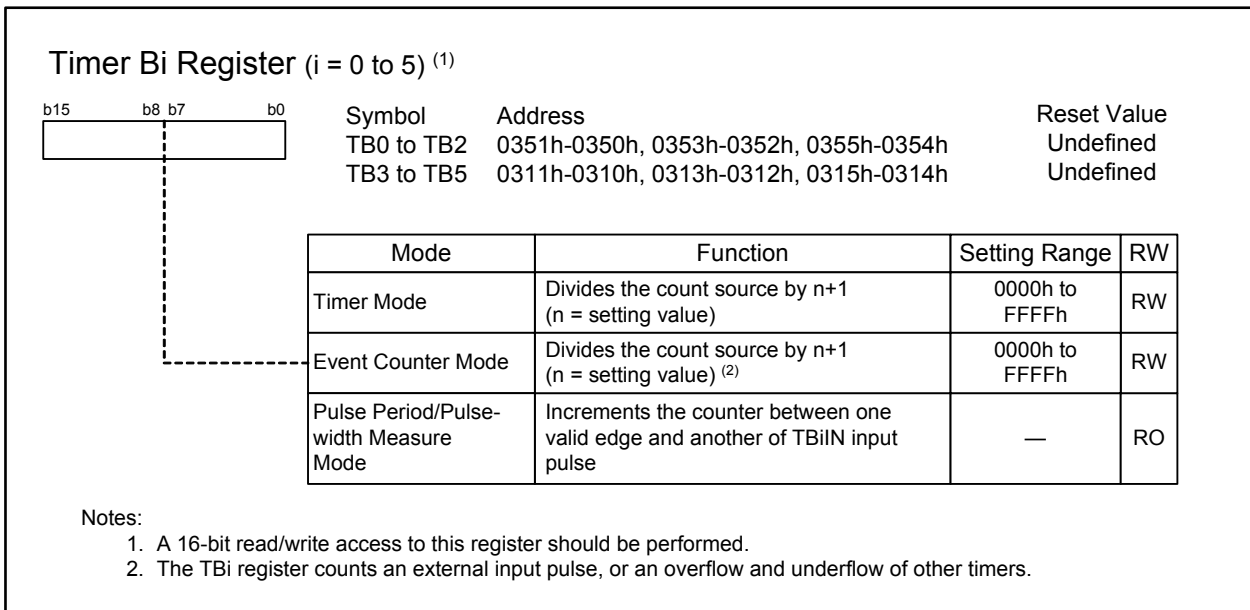 Timer Bi Register (i = 0 to 5) (1)
b15 b8 b7 b0
Symbol Address Reset Value
TB0 to TB2 0351h-0350h, 0353h-0352h, 0355h-0354h Undefined
TB3 to TB5 0311h-0310h, 0313h-0312h, 0315h-0314h Undefined
Mode Function Setting Range RW
Timer Mode
Divides the count source by n+1
(n = setting value)
0000h to
FFFFh
RW
Event Counter Mode
Divides the count source by n+1
(n = setting value) (2)
0000h to
FFFFh
RW
Pulse Period/Pulse-
width Measure
Mode
Increments the counter between one
valid edge and another of TBiIN input
pulse
—
RO
Notes:
1. A 16-bit read/write access to this register should be performed.
2. The TBi register counts an external input pulse, or an overflow and underflow of other timers.